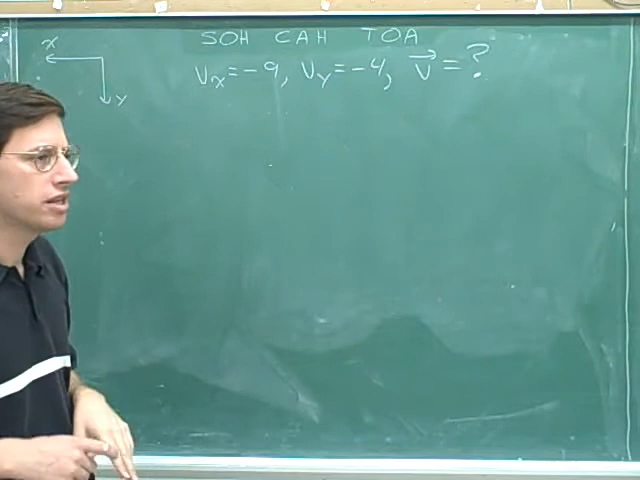 SOH CAH TOA
x
Vx=-9, Vy=-4, V⃗=?
y